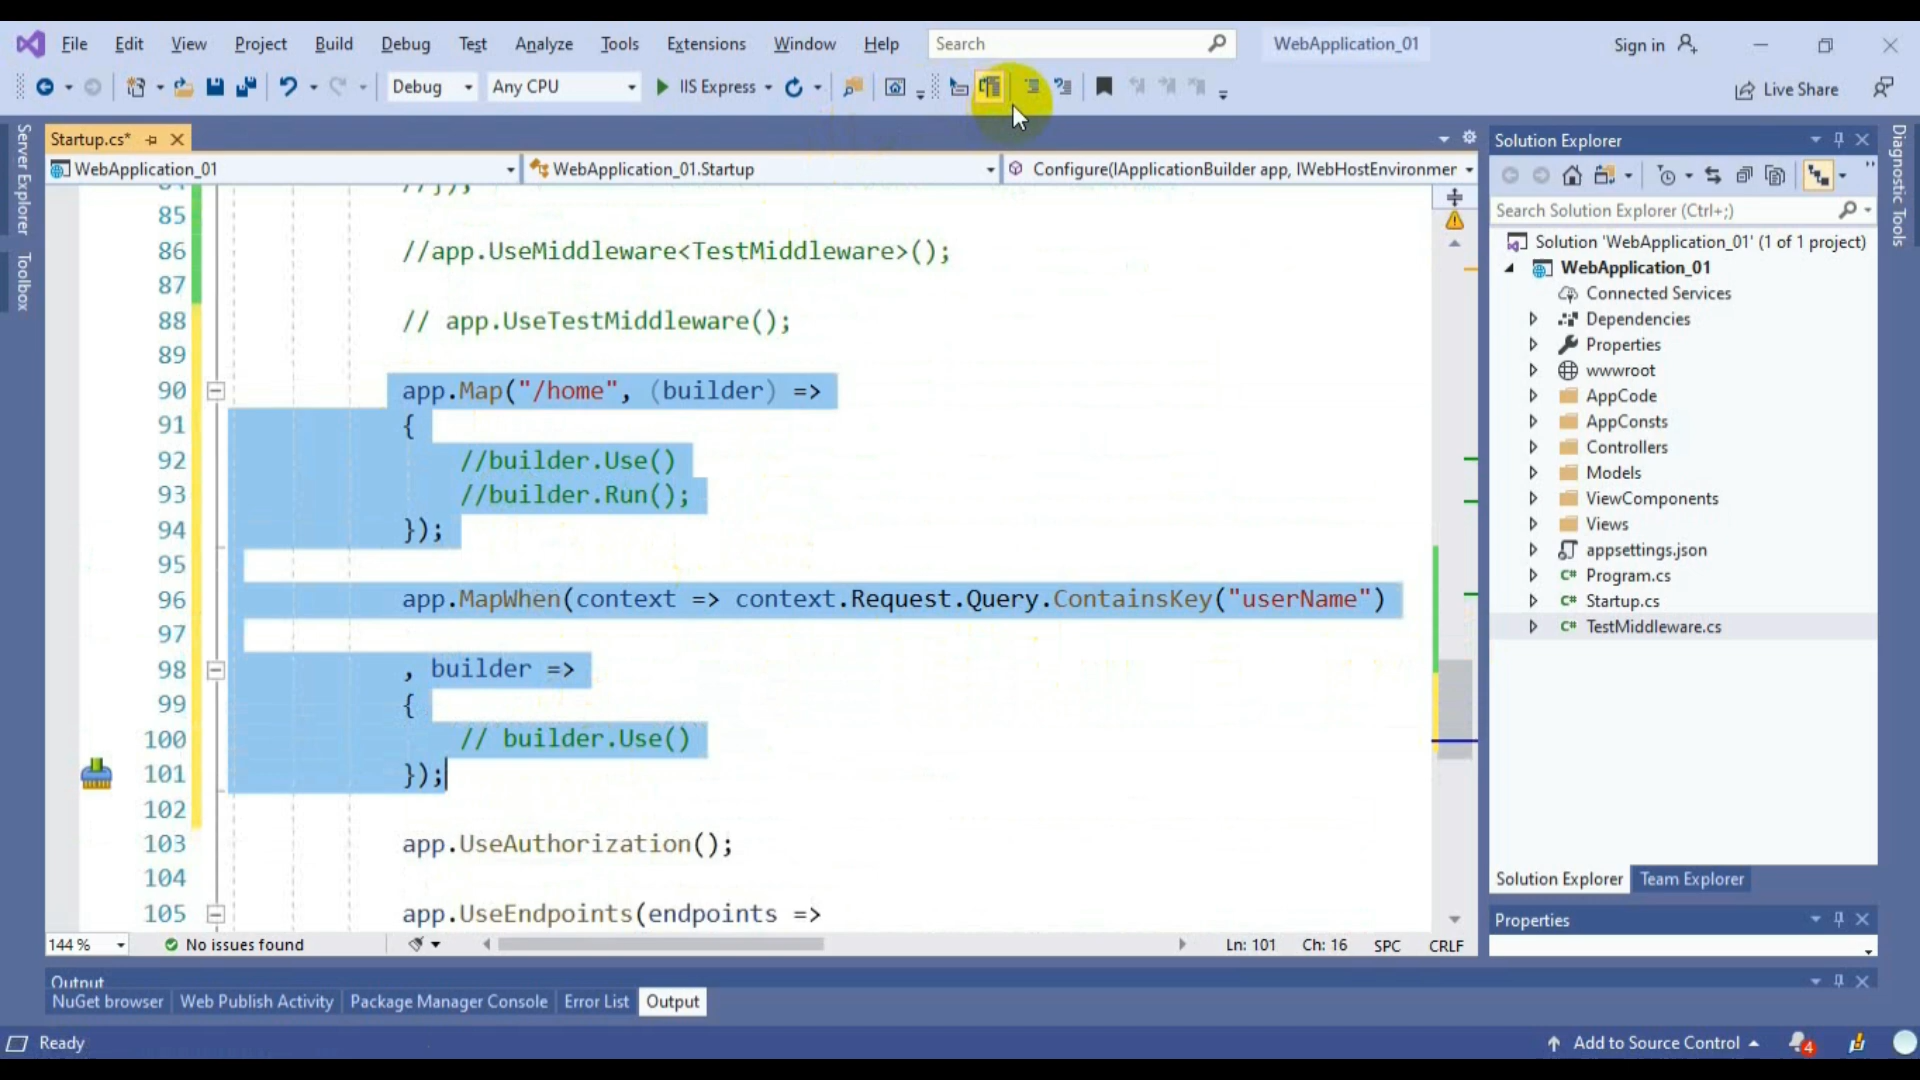 File Edit View Project Build Debug Test Analyze Tools Extensions Window Help Search WebApplication_01 Sign in
Debug Any CPU IIS Express Live Share
Server Explorer
Toolbox
Startup.cs*
WebApplication_01 WebApplication_01.Startup Configure(IApplicationBuilder app, IWebHostEnvironmer
84 //});
85
86 //app.UseMiddleware<TestMiddleware>();
87
88 // app.UseTestMiddleware();
89
90 app.Map("/home", (builder) =>
91 {
92 //builder.Use()
93 //builder.Run();
94 });
95
96 app.MapWhen(context => context.Request.Query.ContainsKey("userName")
97
98 , builder =>
99 {
100 // builder.Use()
101 });
102
103 app.UseAuthorization();
104
105 app.UseEndpoints(endpoints =>
144 % No issues found Ln: 101 Ch: 16 SPC CRLF
Solution Explorer
Search Solution Explorer (Ctrl+;)
Solution 'WebApplication_01' (1 of 1 project)
WebApplication_01
Connected Services
Dependencies
Properties
wwwroot
AppCode
AppConsts
Controllers
Models
ViewComponents
Views
appsettings.json
C# Program.cs
C# Startup.cs
C# TestMiddleware.cs
Solution Explorer Team Explorer
Properties
Diagnostic Tools
Output
NuGet browser Web Publish Activity Package Manager Console Error List Output
Ready Add to Source Control 4